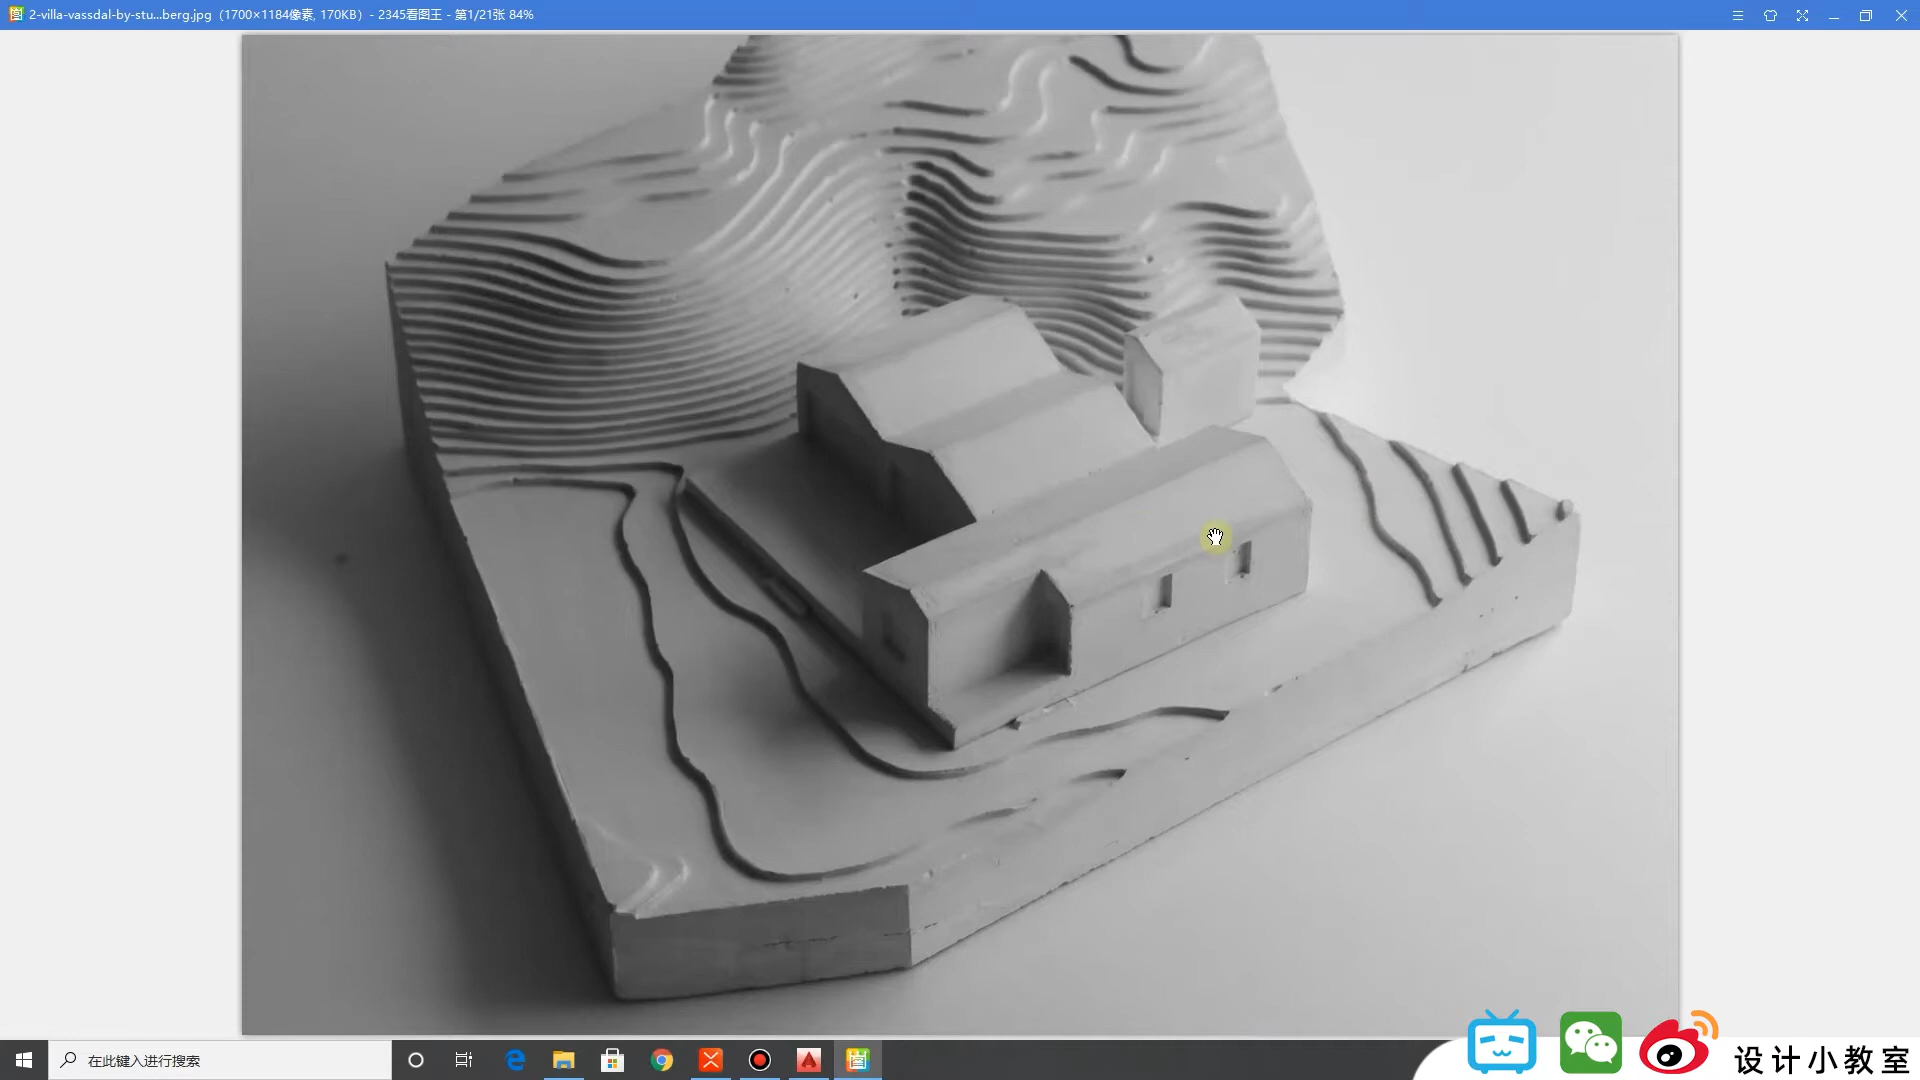 2-villa-vassdal-by-stu...berg.jpg（1700×1184像素, 170KB）- 2345看图王 - 第1/21张 84%
在此键入进行搜索
设计小教室